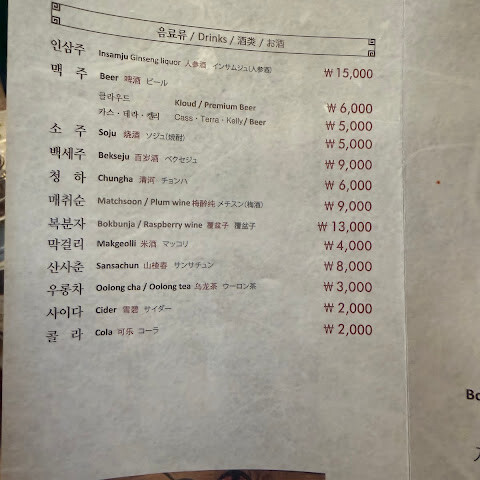 음료류 / Drinks / 酒类 / お酒
인삼주 Insamju Ginseng liquor 人参酒 インサムジュ(人参酒) ₩ 15,000
맥 주 Beer 啤酒 ビール
클라우드 Kloud / Premium Beer ₩ 6,000
카스 · 테라 · 켈리 Cass · Terra · Kelly / Beer ₩ 5,000
소 주 Soju 烧酒 ソジュ(焼酎) ₩ 5,000
백세주 Bekseju 百岁酒 ペクセジュ ₩ 9,000
청 하 Chungha 清河 チョンハ ₩ 6,000
매취순 Matchsoon / Plum wine 梅醉纯 メチスン(梅酒) ₩ 9,000
복분자 Bokbunja / Raspberry wine 覆盆子 覆盆子 ₩ 13,000
막걸리 Makgeolli 米酒 マッコリ ₩ 4,000
산사춘 Sansachun 山楂春 サンサチュン ₩ 8,000
우롱차 Oolong cha / Oolong tea 乌龙茶 ウーロン茶 ₩ 3,000
사이다 Cider 雪碧 サイダー ₩ 2,000
콜 라 Cola 可乐 コーラ ₩ 2,000